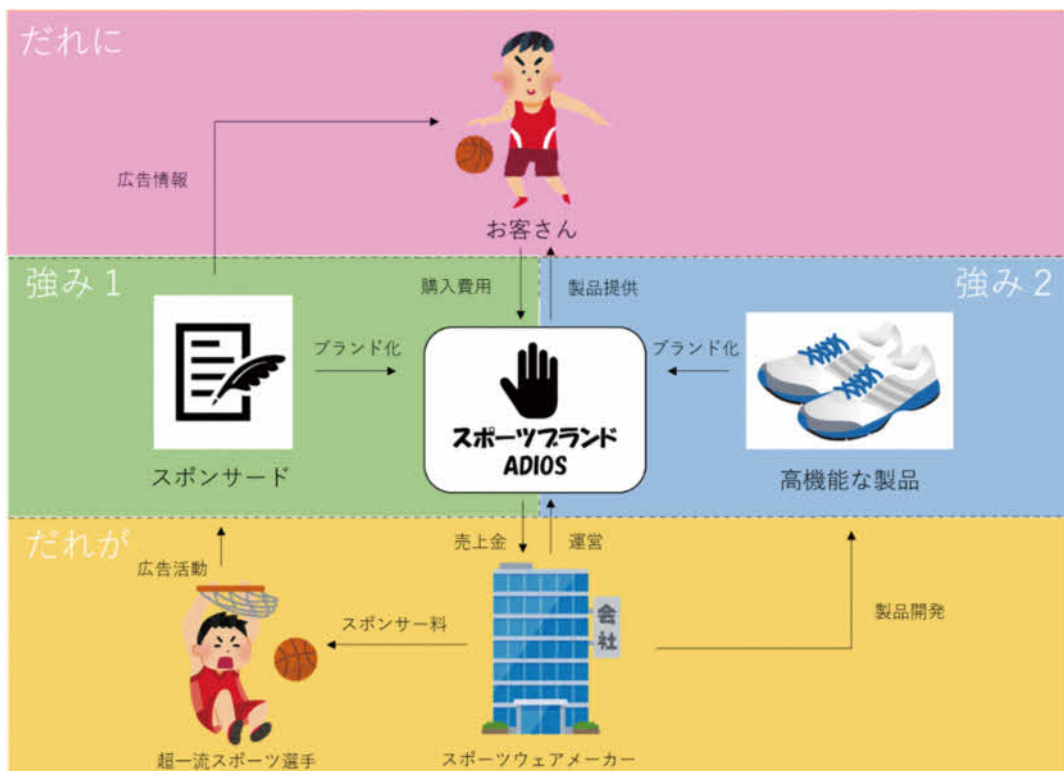 だれに
広告情報
お客さん
強み1
購入費用
製品提供
強み2
ブランド化
ブランド化
スポーツブランド
ADIOS
スポンサード
高機能な製品
だれが
売上金
運営
広告活動
スポンサー料
会社
製品開発
超一流スポーツ選手
スポーツウェアメーカー